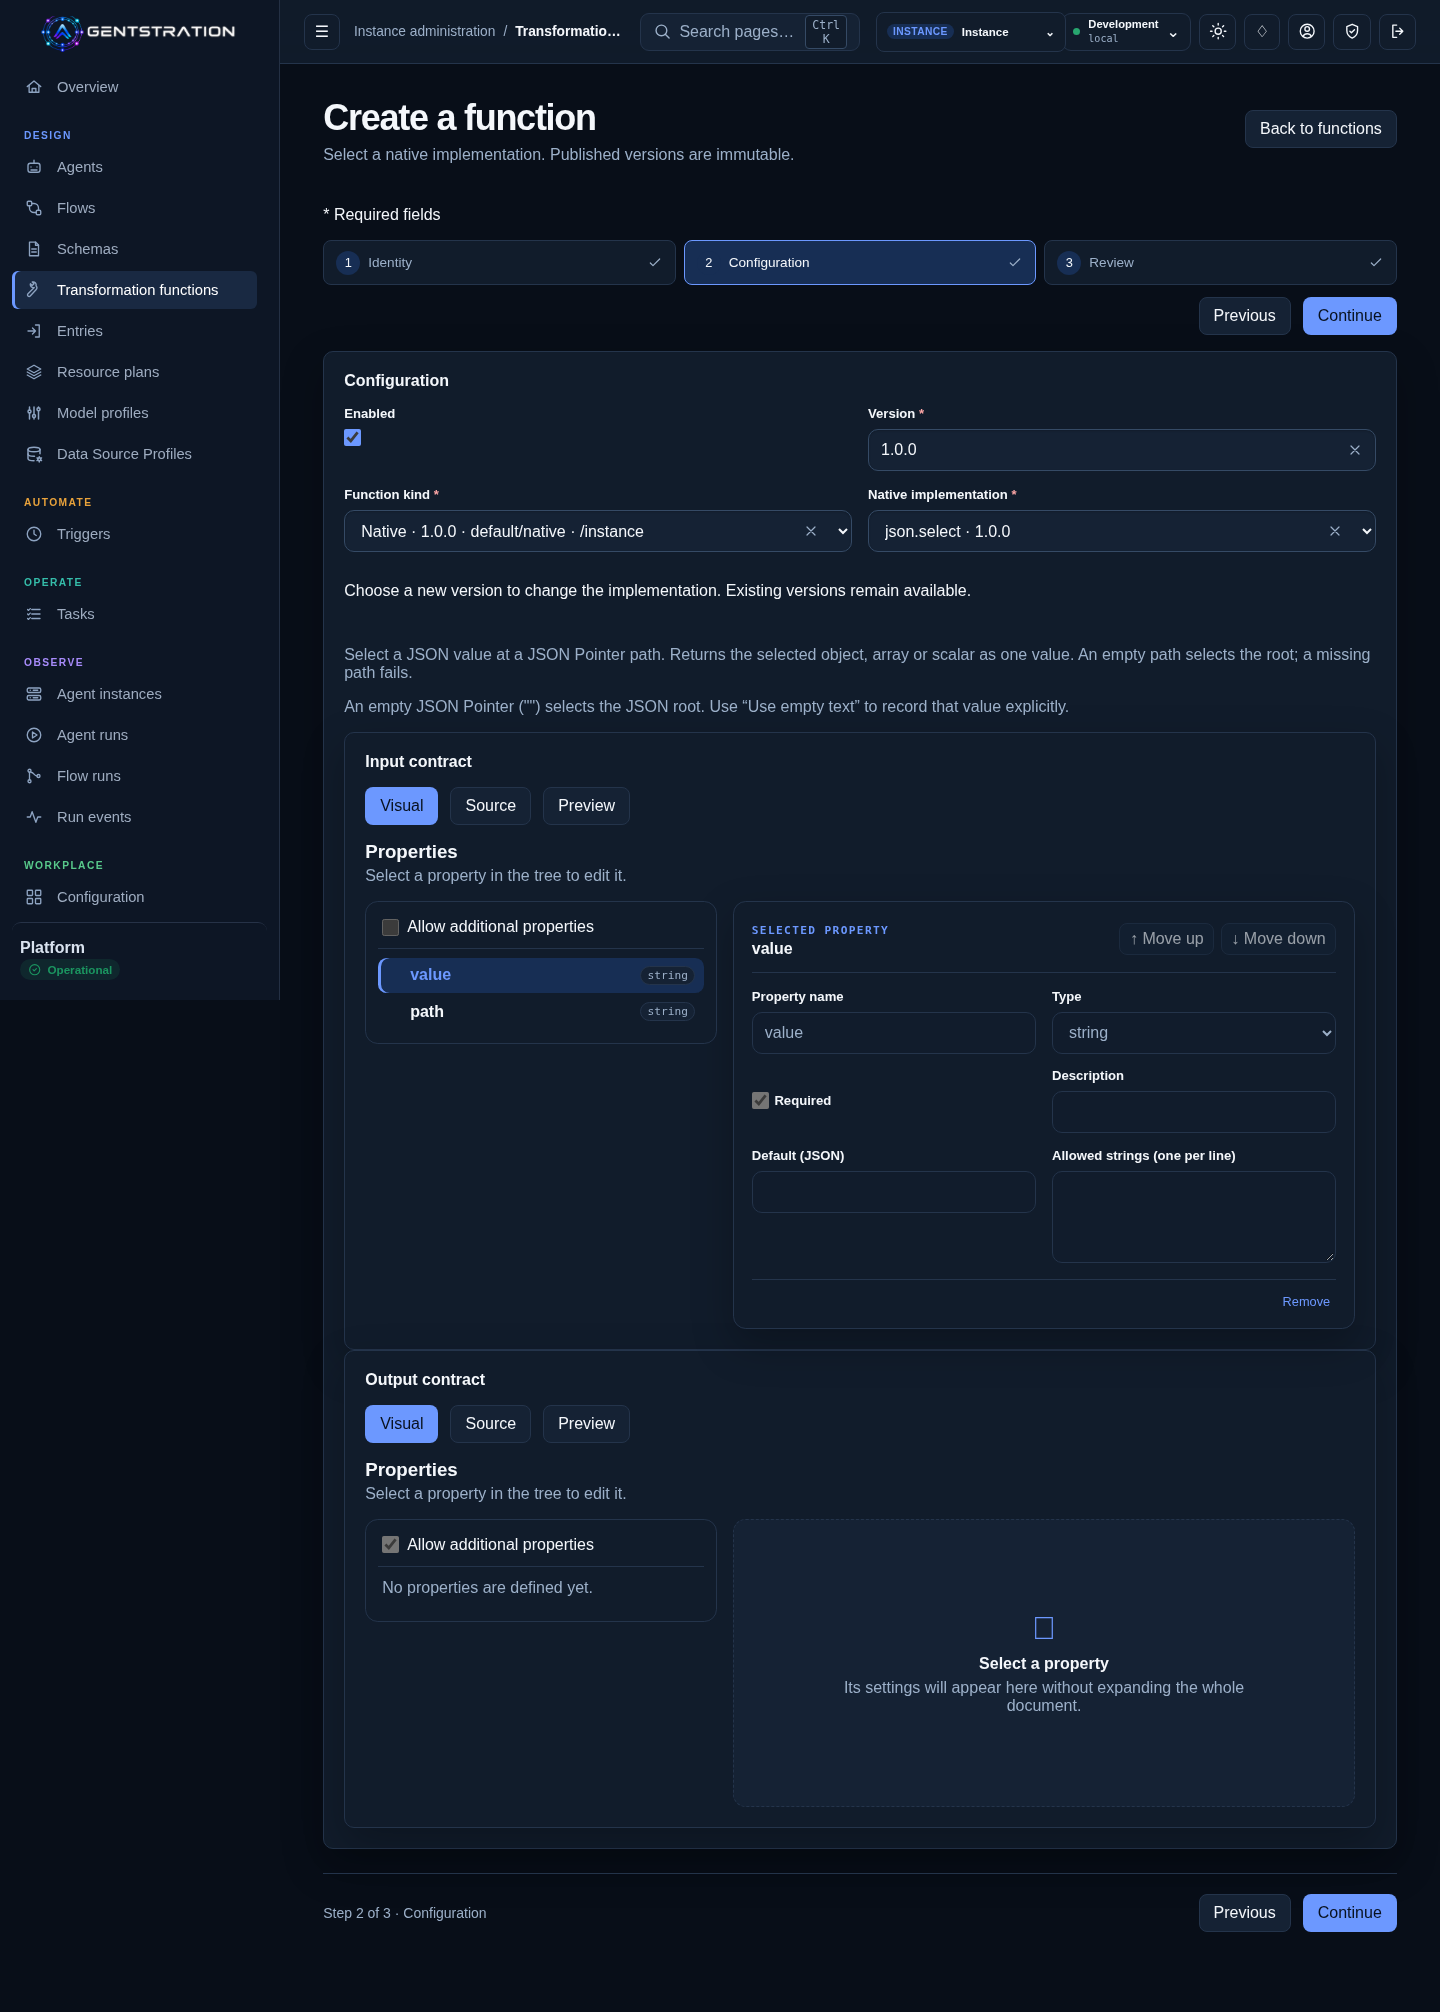 GENTSTRATION
Overview
DESIGN
Agents
Flows
Schemas
Transformation functions
Entries
Resource plans
Model profiles
Data Source Profiles
AUTOMATE
Triggers
OPERATE
Tasks
OBSERVE
Agent instances
Agent runs
Flow runs
Run events
WORKPLACE
Configuration
Platform
Operational
Instance administration / Transformatio…
Search pages…
Ctrl
K
INSTANCE Instance
Development
local
Create a function
Select a native implementation. Published versions are immutable.
Back to functions
* Required fields
1 Identity
2 Configuration
3 Review
Previous
Continue
Configuration
Enabled
Version *
1.0.0
Function kind *
Native implementation *
Native · 1.0.0 · default/native · /instance
json.select · 1.0.0
Choose a new version to change the implementation. Existing versions remain available.
Select a JSON value at a JSON Pointer path. Returns the selected object, array or scalar as one value. An empty path selects the root; a missing
path fails.
An empty JSON Pointer ("") selects the JSON root. Use “Use empty text” to record that value explicitly.
Input contract
Visual
Source
Preview
Properties
Select a property in the tree to edit it.
Allow additional properties
value string
path string
SELECTED PROPERTY
value
↑ Move up
↓ Move down
Property name
Type
value
string
Required
Description
Default (JSON)
Allowed strings (one per line)
Remove
Output contract
Visual
Source
Preview
Properties
Select a property in the tree to edit it.
Allow additional properties
No properties are defined yet.
Select a property
Its settings will appear here without expanding the whole
document.
Step 2 of 3 · Configuration
Previous
Continue